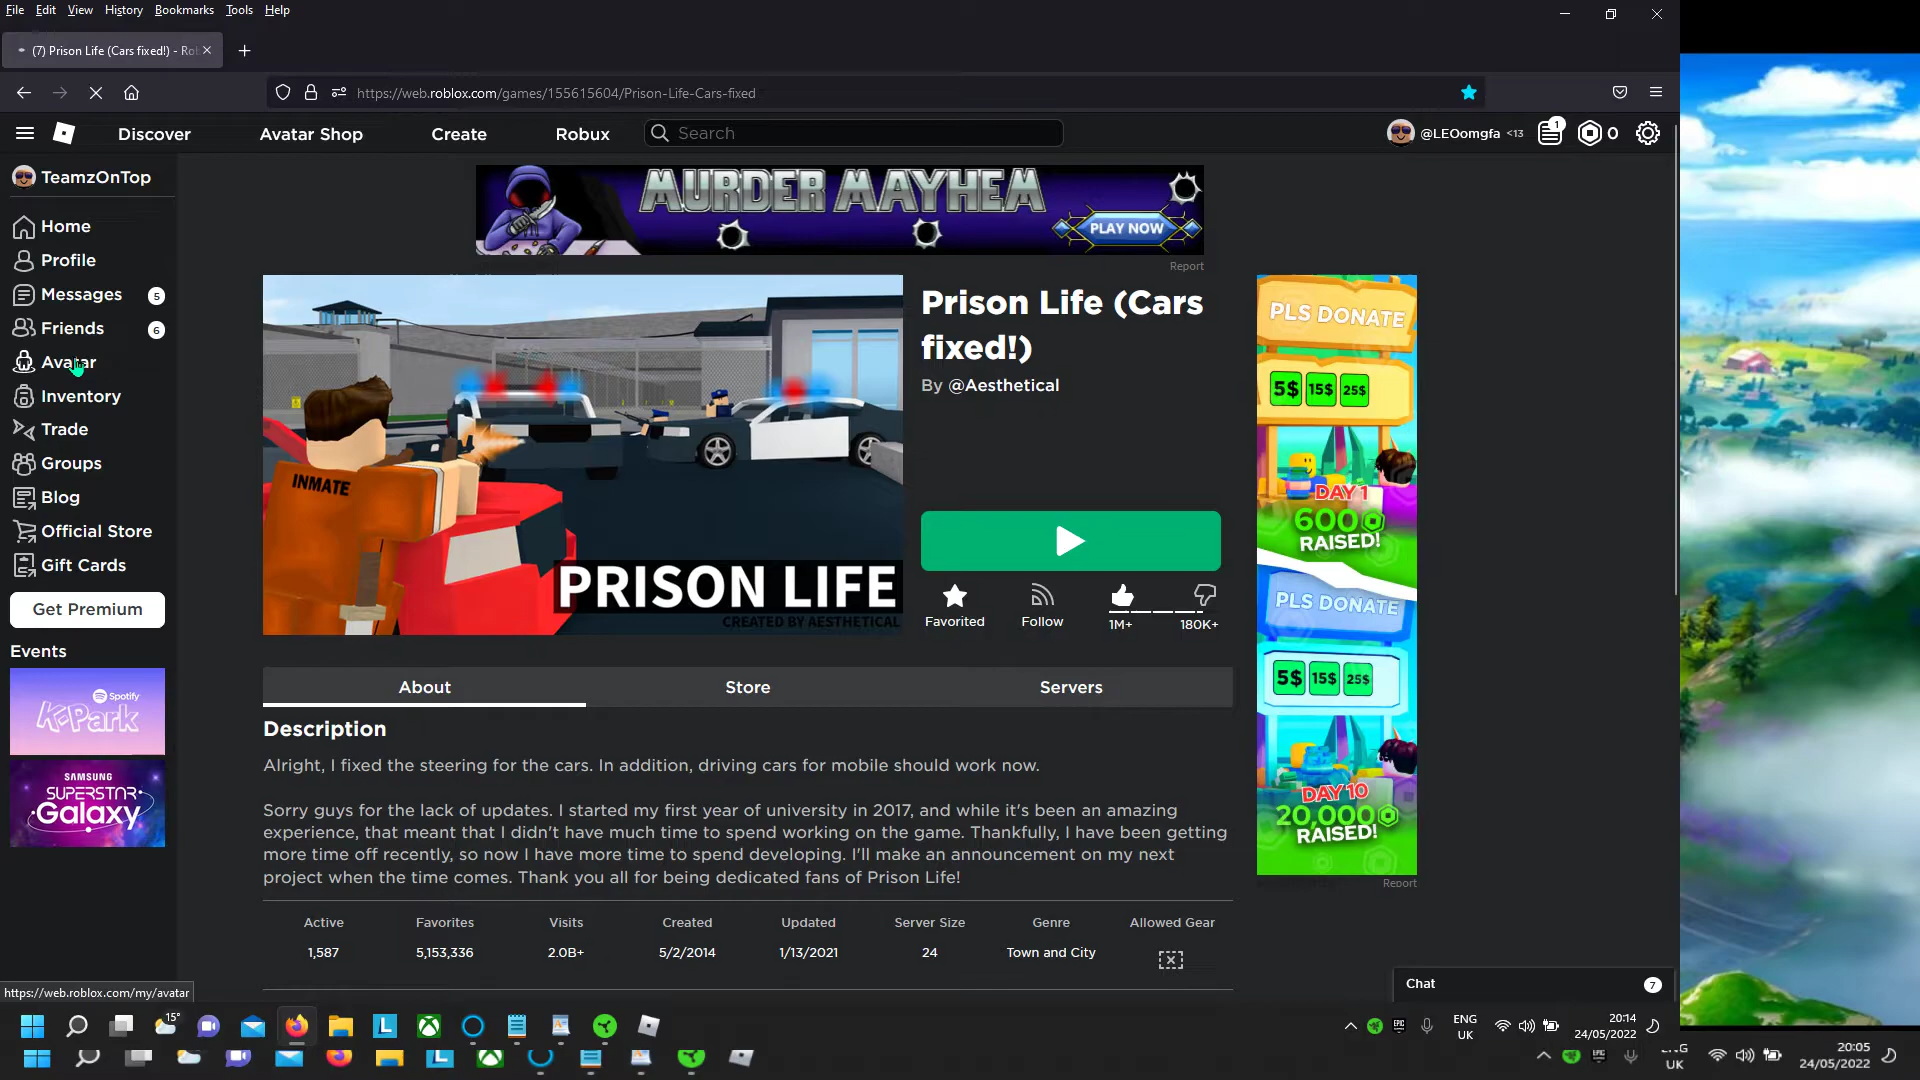 File Edit View History Bookmarks Tools Help
(7) Prison Life (Cars fixed!) - Ro
https://web.roblox.com/games/155615604/Prison-Life-Cars-fixed
Discover Avatar Shop Create Robux Search @LEOomgfa <13 1 0
TeamzOnTop
Home
Profile
Messages 5
Friends 6
Avatar
Inventory
Trade
Groups
Blog
Official Store
Gift Cards
Get Premium
Events
Spotify
K-Park
SAMSUNG
SUPERSTAR
Galaxy
MURDER MAYHEM
PLAY NOW
Report
INMATE
PRISON LIFE
CREATED BY AESTHETICAL
Prison Life (Cars
fixed!)
By @Aesthetical
Favorited Follow 1M+ 180K+
PLS DONATE
5$ 15$ 25$
DAY 1
600
RAISED!
PLS DONATE
5$ 15$ 25$
DAY 10
20,000
RAISED!
Report
About Store Servers
Description
Alright, I fixed the steering for the cars. In addition, driving cars for mobile should work now.
Sorry guys for the lack of updates. I started my first year of university in 2017, and while it's been an amazing
experience, that meant that I didn't have much time to spend working on the game. Thankfully, I have been getting
more time off recently, so now I have more time to spend developing. I'll make an announcement on my next
project when the time comes. Thank you all for being dedicated fans of Prison Life!
Active Favorites Visits Created Updated Server Size Genre Allowed Gear
1,587 5,153,336 2.0B+ 5/2/2014 1/13/2021 24 Town and City
Chat 7
https://web.roblox.com/my/avatar
15°
L
EPIC
ENG
UK
20:14
24/05/2022
L
UK
20:05
24/05/2022